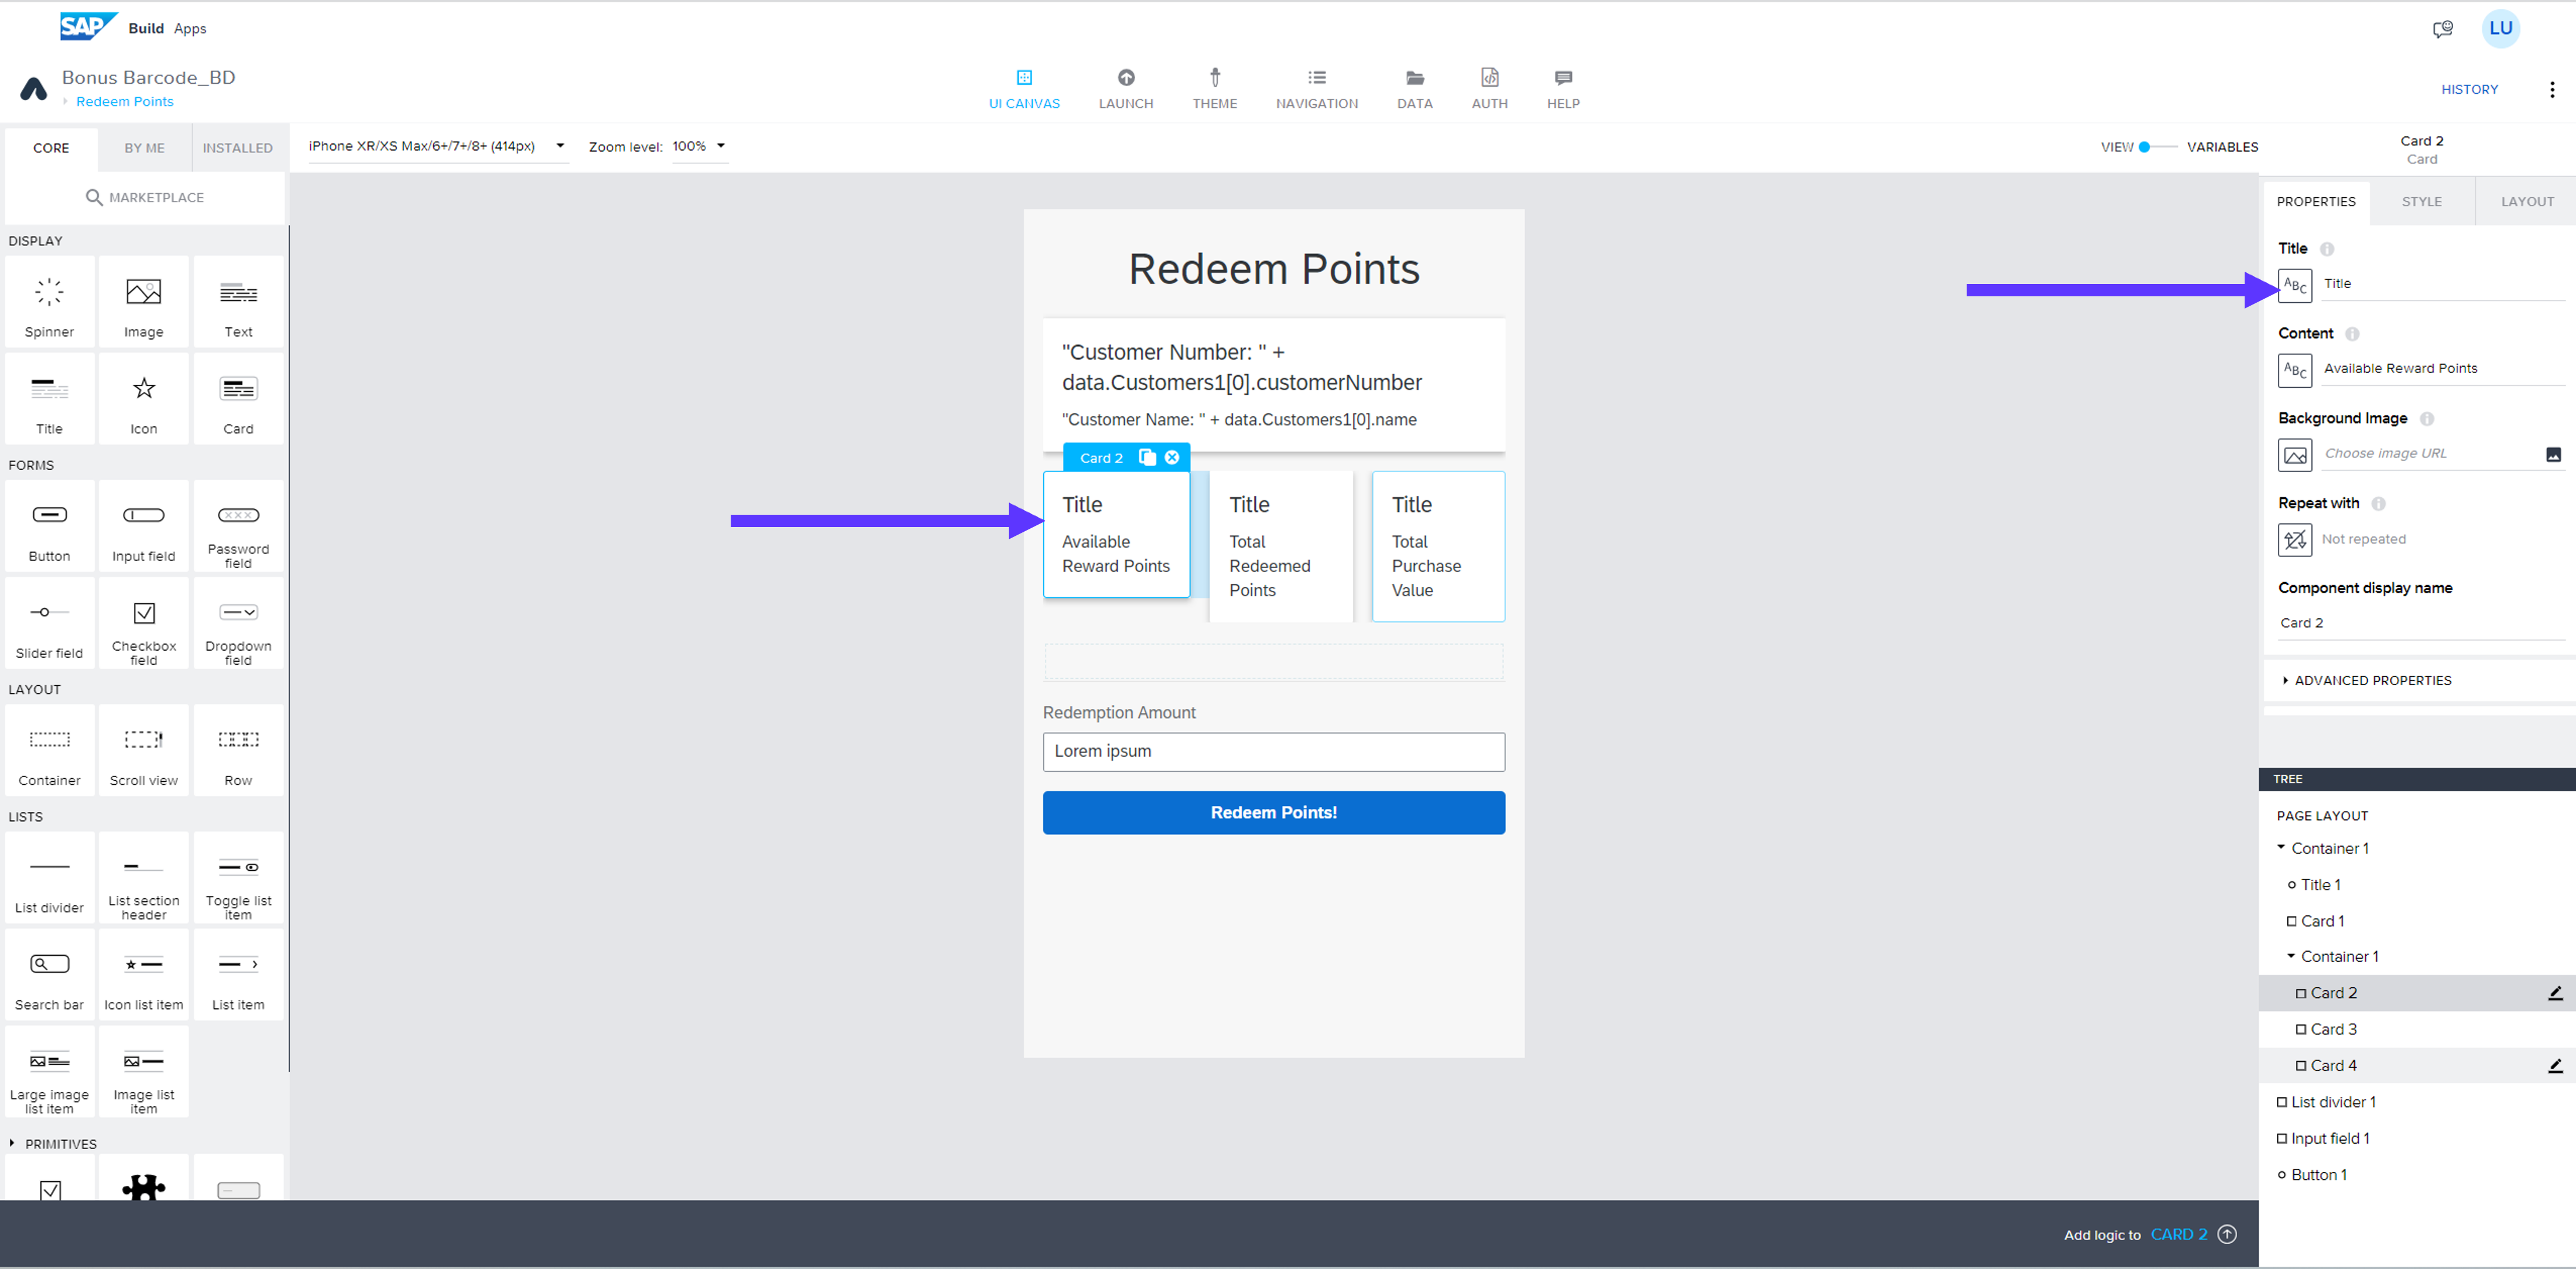 SAP Build Apps
LU
Bonus Barcode_BD
Redeem Points
UI CANVAS
LAUNCH
THEME
NAVIGATION
DATA
AUTH
HELP
HISTORY
CORE
BY ME
INSTALLED
iPhone XR/XS Max/6+/7+/8+ (414px)
Zoom level: 100%
VIEW
VARIABLES
Card 2
Card
MARKETPLACE
PROPERTIES
STYLE
LAYOUT
DISPLAY
Spinner
Image
Text
Title
Icon
Card
FORMS
Button
Input field
Password
field
Slider field
Checkbox
field
Dropdown
field
LAYOUT
Container
Scroll view
Row
LISTS
List divider
List section
header
Toggle list
item
Search bar
Icon list item
List item
Large image
list item
Image list
item
PRIMITIVES
Redeem Points
"Customer Number: " +
data.Customers1[0].customerNumber
"Customer Name: " + data.Customers1[0].name
Card 2
Title
Available
Reward Points
Title
Total
Redeemed
Points
Title
Total
Purchase
Value
Redemption Amount
Lorem ipsum
Redeem Points!
Title
ABC
Title
Content
ABC
Available Reward Points
Background Image
Choose image URL
Repeat with
Not repeated
Component display name
Card 2
ADVANCED PROPERTIES
TREE
PAGE LAYOUT
Container 1
Title 1
Card 1
Container 1
Card 2
Card 3
Card 4
List divider 1
Input field 1
Button 1
Add logic to CARD 2